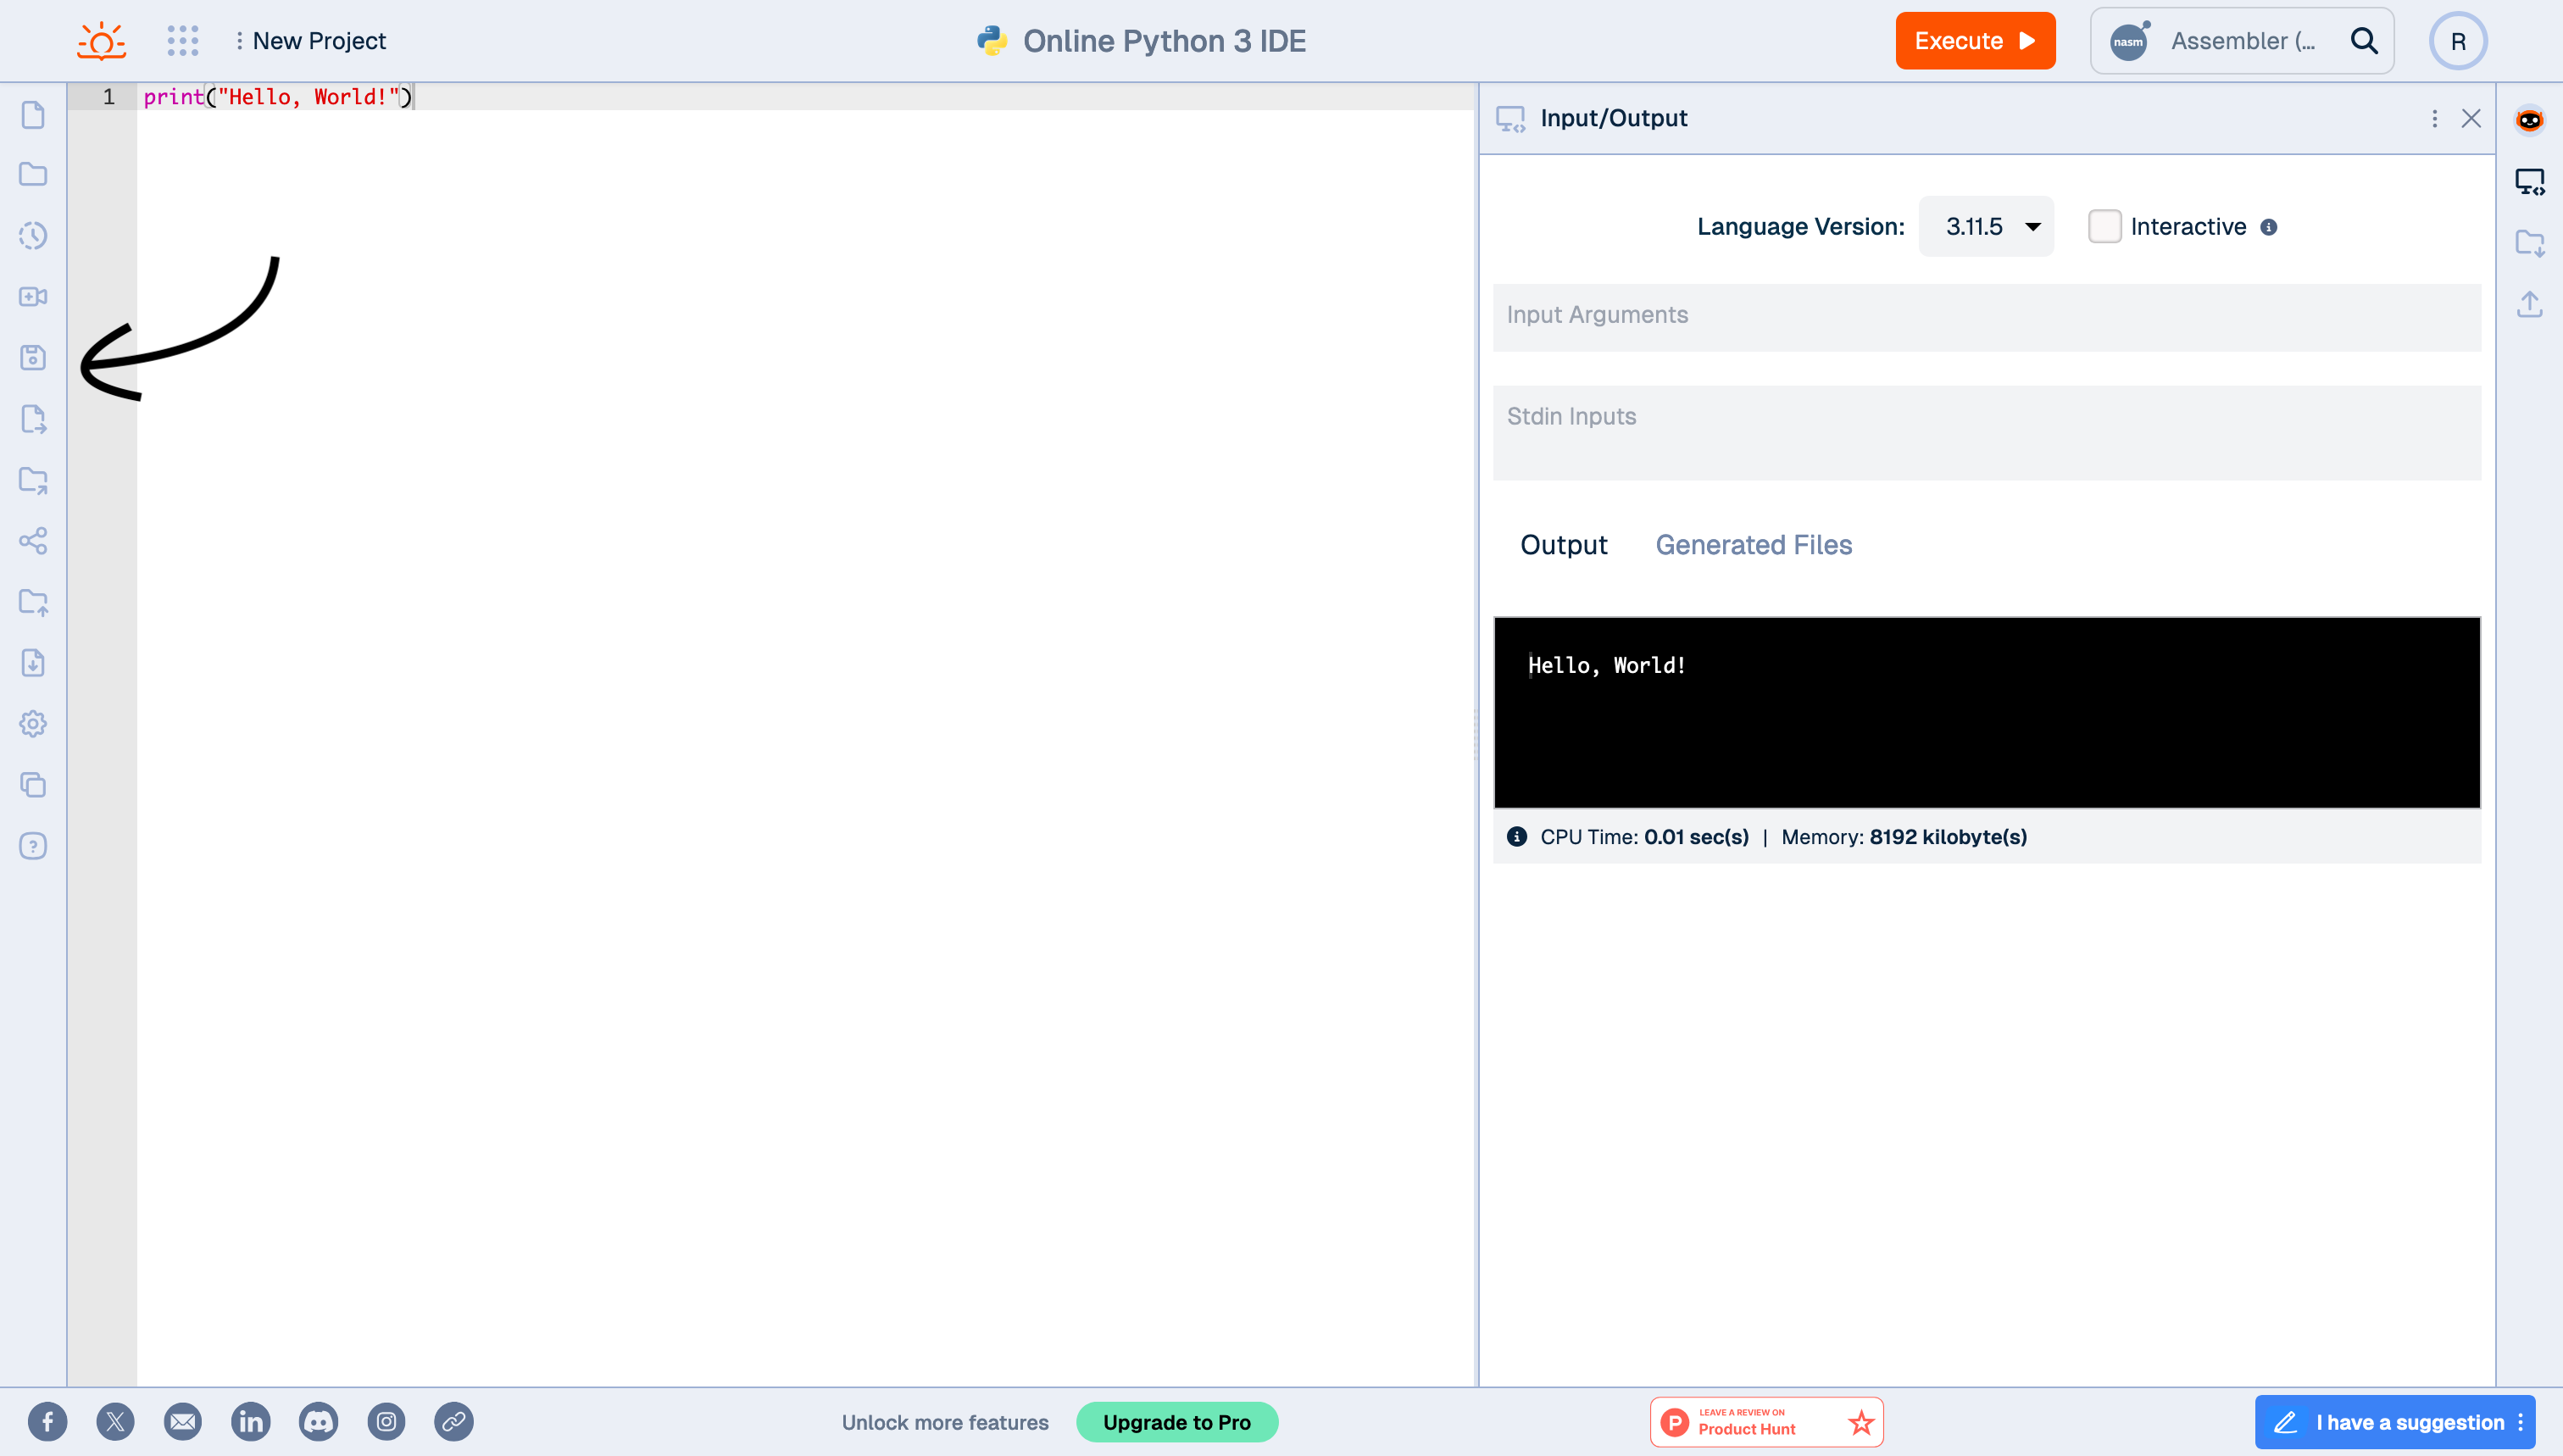 New Project
Online Python 3 IDE
Execute
nasm
Assembler (...
R
1
print("Hello, World!")
Input/Output
Language Version:
3.11.5
Interactive
Input Arguments
Stdin Inputs
Output
Generated Files
Hello, World!
CPU Time: 0.01 sec(s) | Memory: 8192 kilobyte(s)
Unlock more features
Upgrade to Pro
P
LEAVE A REVIEW ON
Product Hunt
I have a suggestion